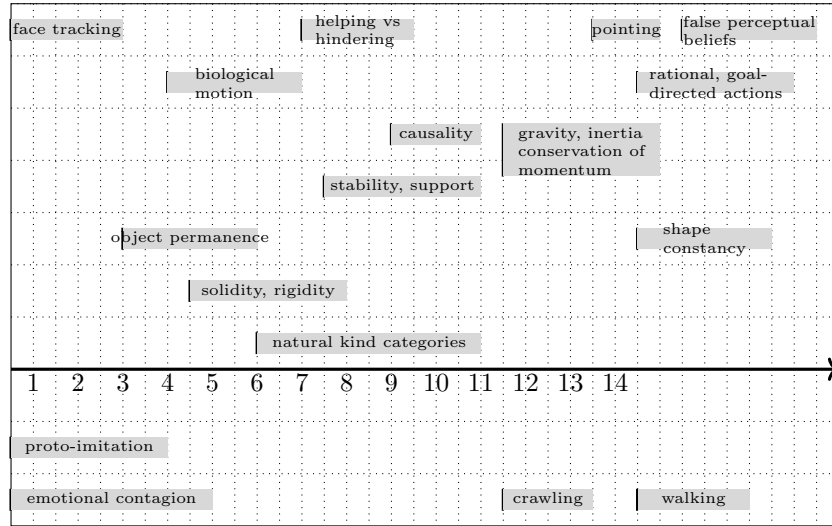 face tracking
helping vs
hindering
pointing
false perceptual
beliefs
biological
motion
rational, goal-
directed actions
causality
gravity, inertia
conservation of
momentum
stability, support
object permanence
shape
constancy
solidity, rigidity
natural kind categories
1 2 3 4 5 6 7 8 9 10 11 12 13 14
proto-imitation
emotional contagion
crawling
walking